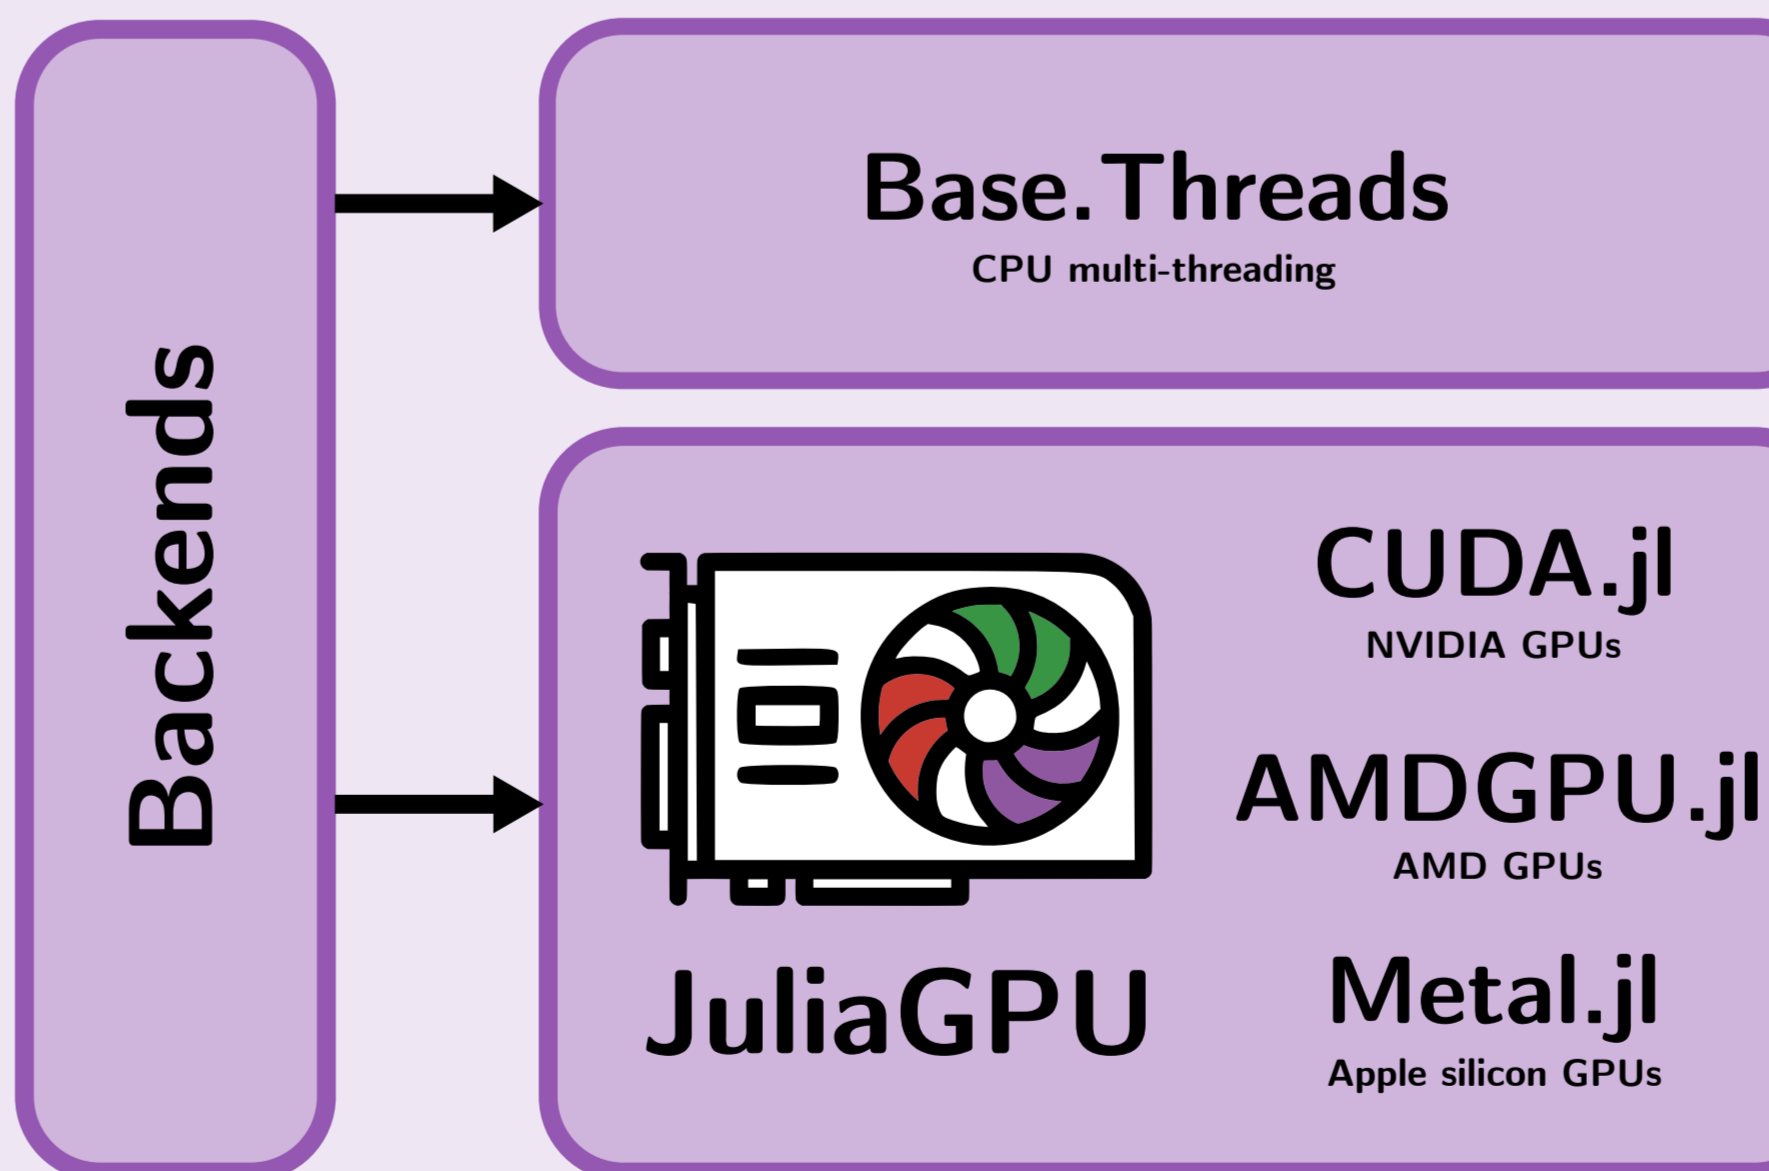 Backends
Base.Threads
CPU multi-threading
CUDA.jl
NVIDIA GPUs
AMDGPU.jl
AMD GPUs
Metal.jl
Apple silicon GPUs
JuliaGPU